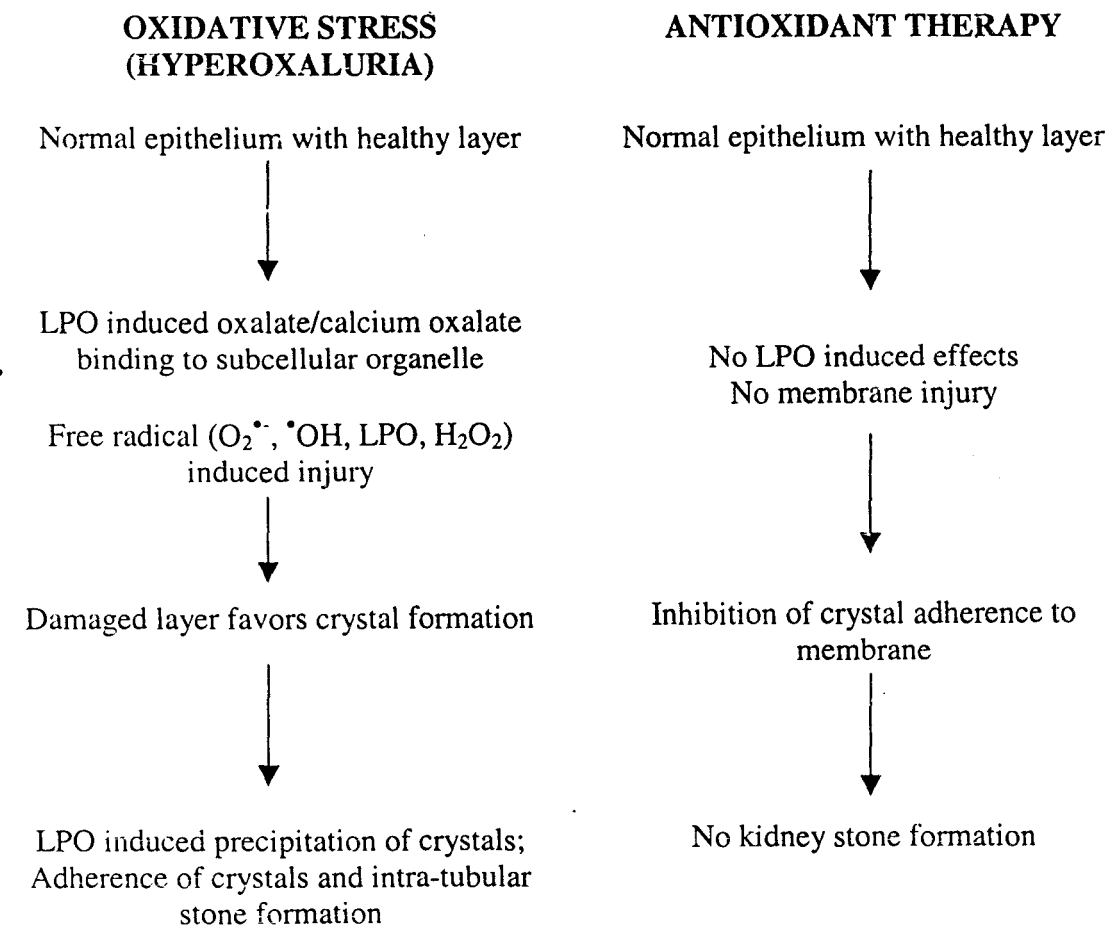 OXIDATIVE STRESS
(HYPEROXALURIA)
Normal epithelium with healthy layer
LPO induced oxalate/calcium oxalate
binding to subcellular organelle
Free radical (O₂•⁻, •OH, LPO, H₂O₂)
induced injury
Damaged layer favors crystal formation
LPO induced precipitation of crystals;
Adherence of crystals and intra-tubular
stone formation
ANTIOXIDANT THERAPY
Normal epithelium with healthy layer
No LPO induced effects
No membrane injury
Inhibition of crystal adherence to
membrane
No kidney stone formation